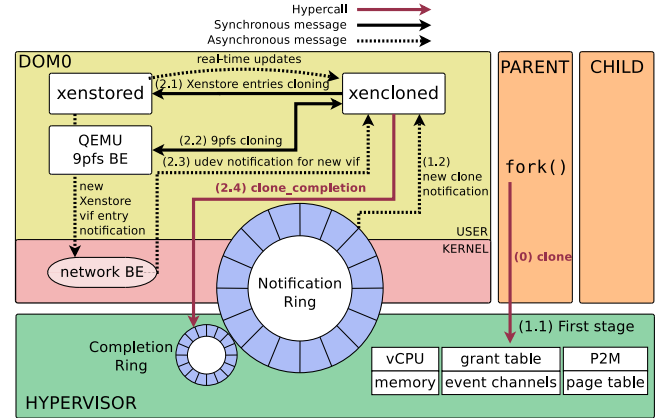 Hypercall
Synchronous message
Asynchronous message
DOM0
real-time updates
xenstored
(2.1) Xenstore entries cloning
xencloned
QEMU
9pfs BE
(2.2) 9pfs cloning
(2.3) udev notification for new vif
(1.2)
new clone
notification
(2.4) clone_completion
new
Xenstore
vif entry
notification
USER
KERNEL
network BE
Notification
Ring
PARENT
CHILD
fork()
(0) clone
(1.1) First stage
Completion
Ring
vCPU
grant table
P2M
memory
event channels
page table
HYPERVISOR